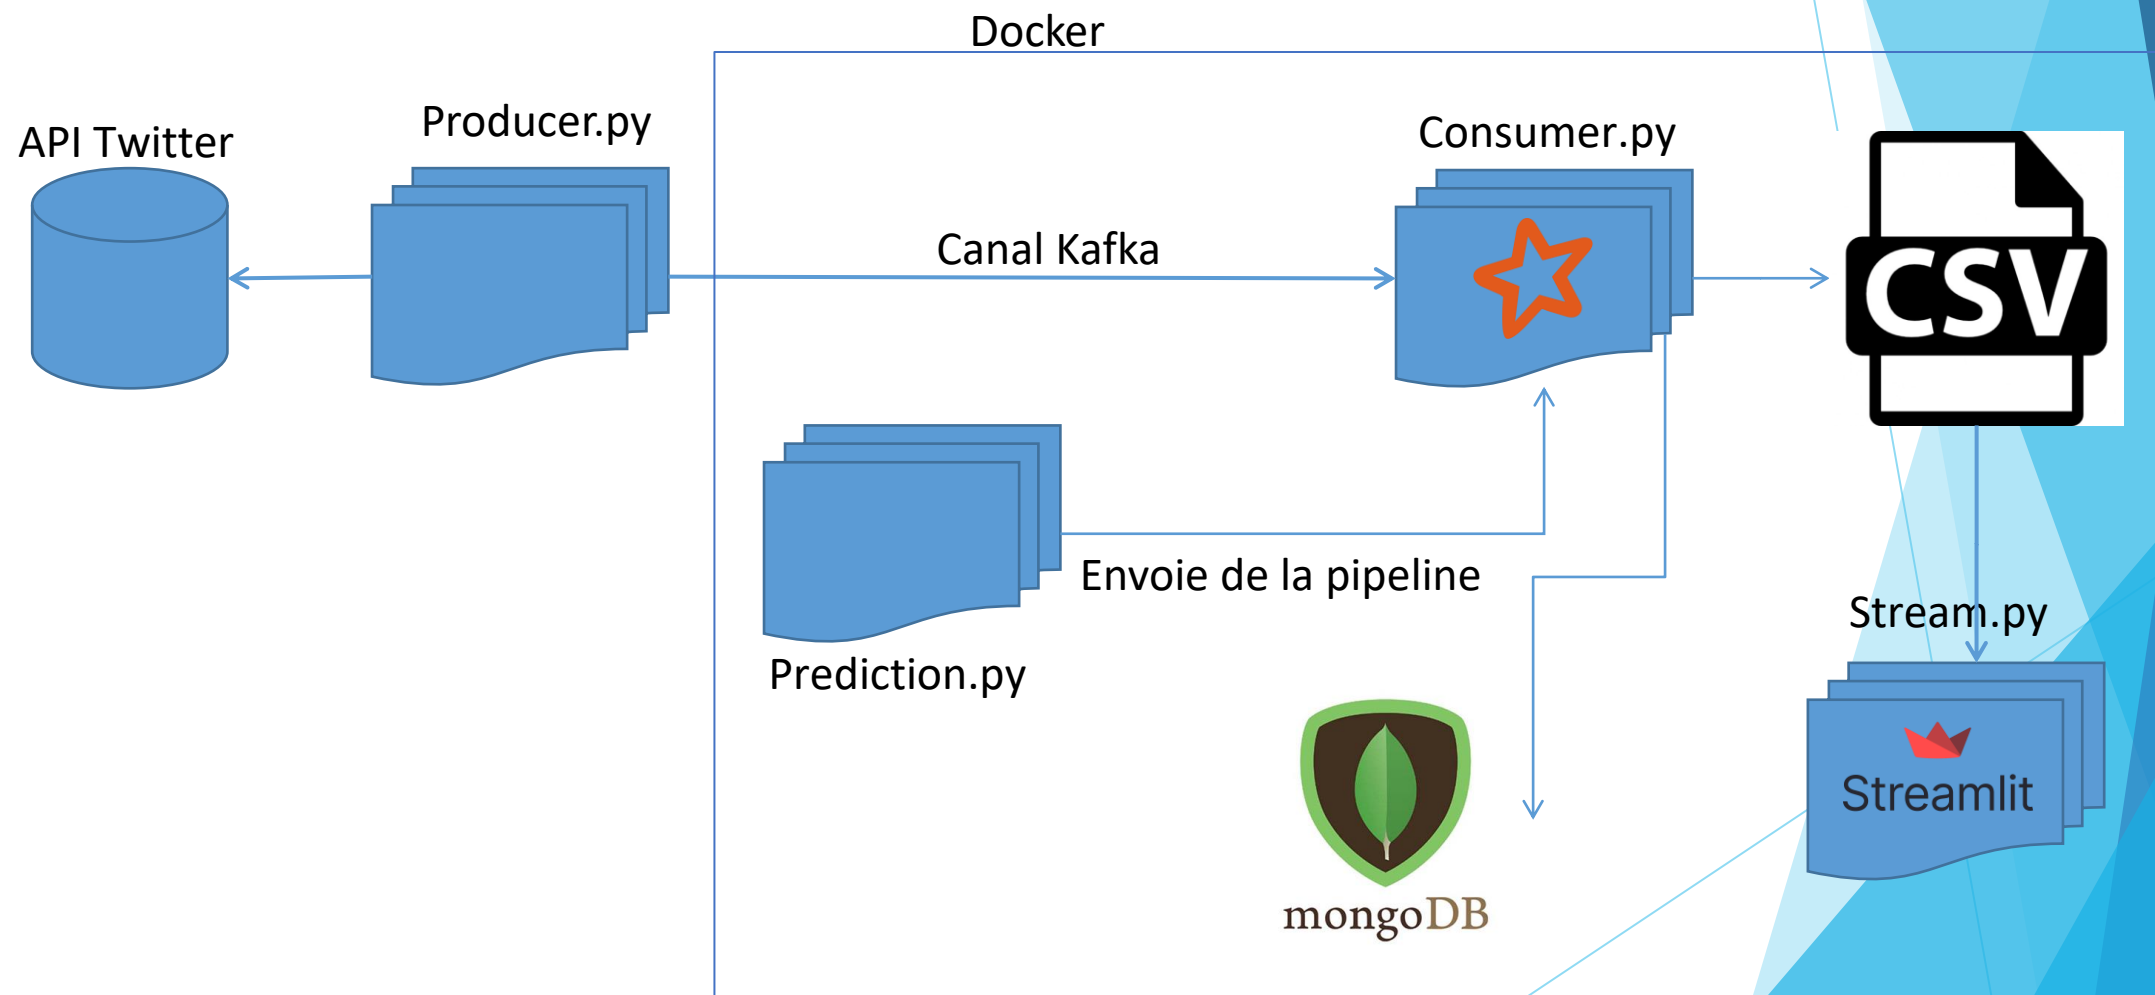 Docker
API Twitter
Producer.py
Consumer.py
Canal Kafka
CSV
Envoie de la pipeline
Prediction.py
Stream.py
Streamlit
mongoDB